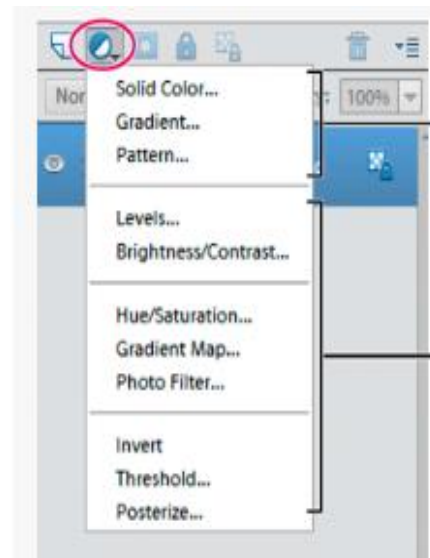 Nor
100%
Solid Color...
Gradient...
Pattern...
Levels...
Brightness/Contrast...
Hue/Saturation...
Gradient Map...
Photo Filter...
Invert
Threshold...
Posterize...